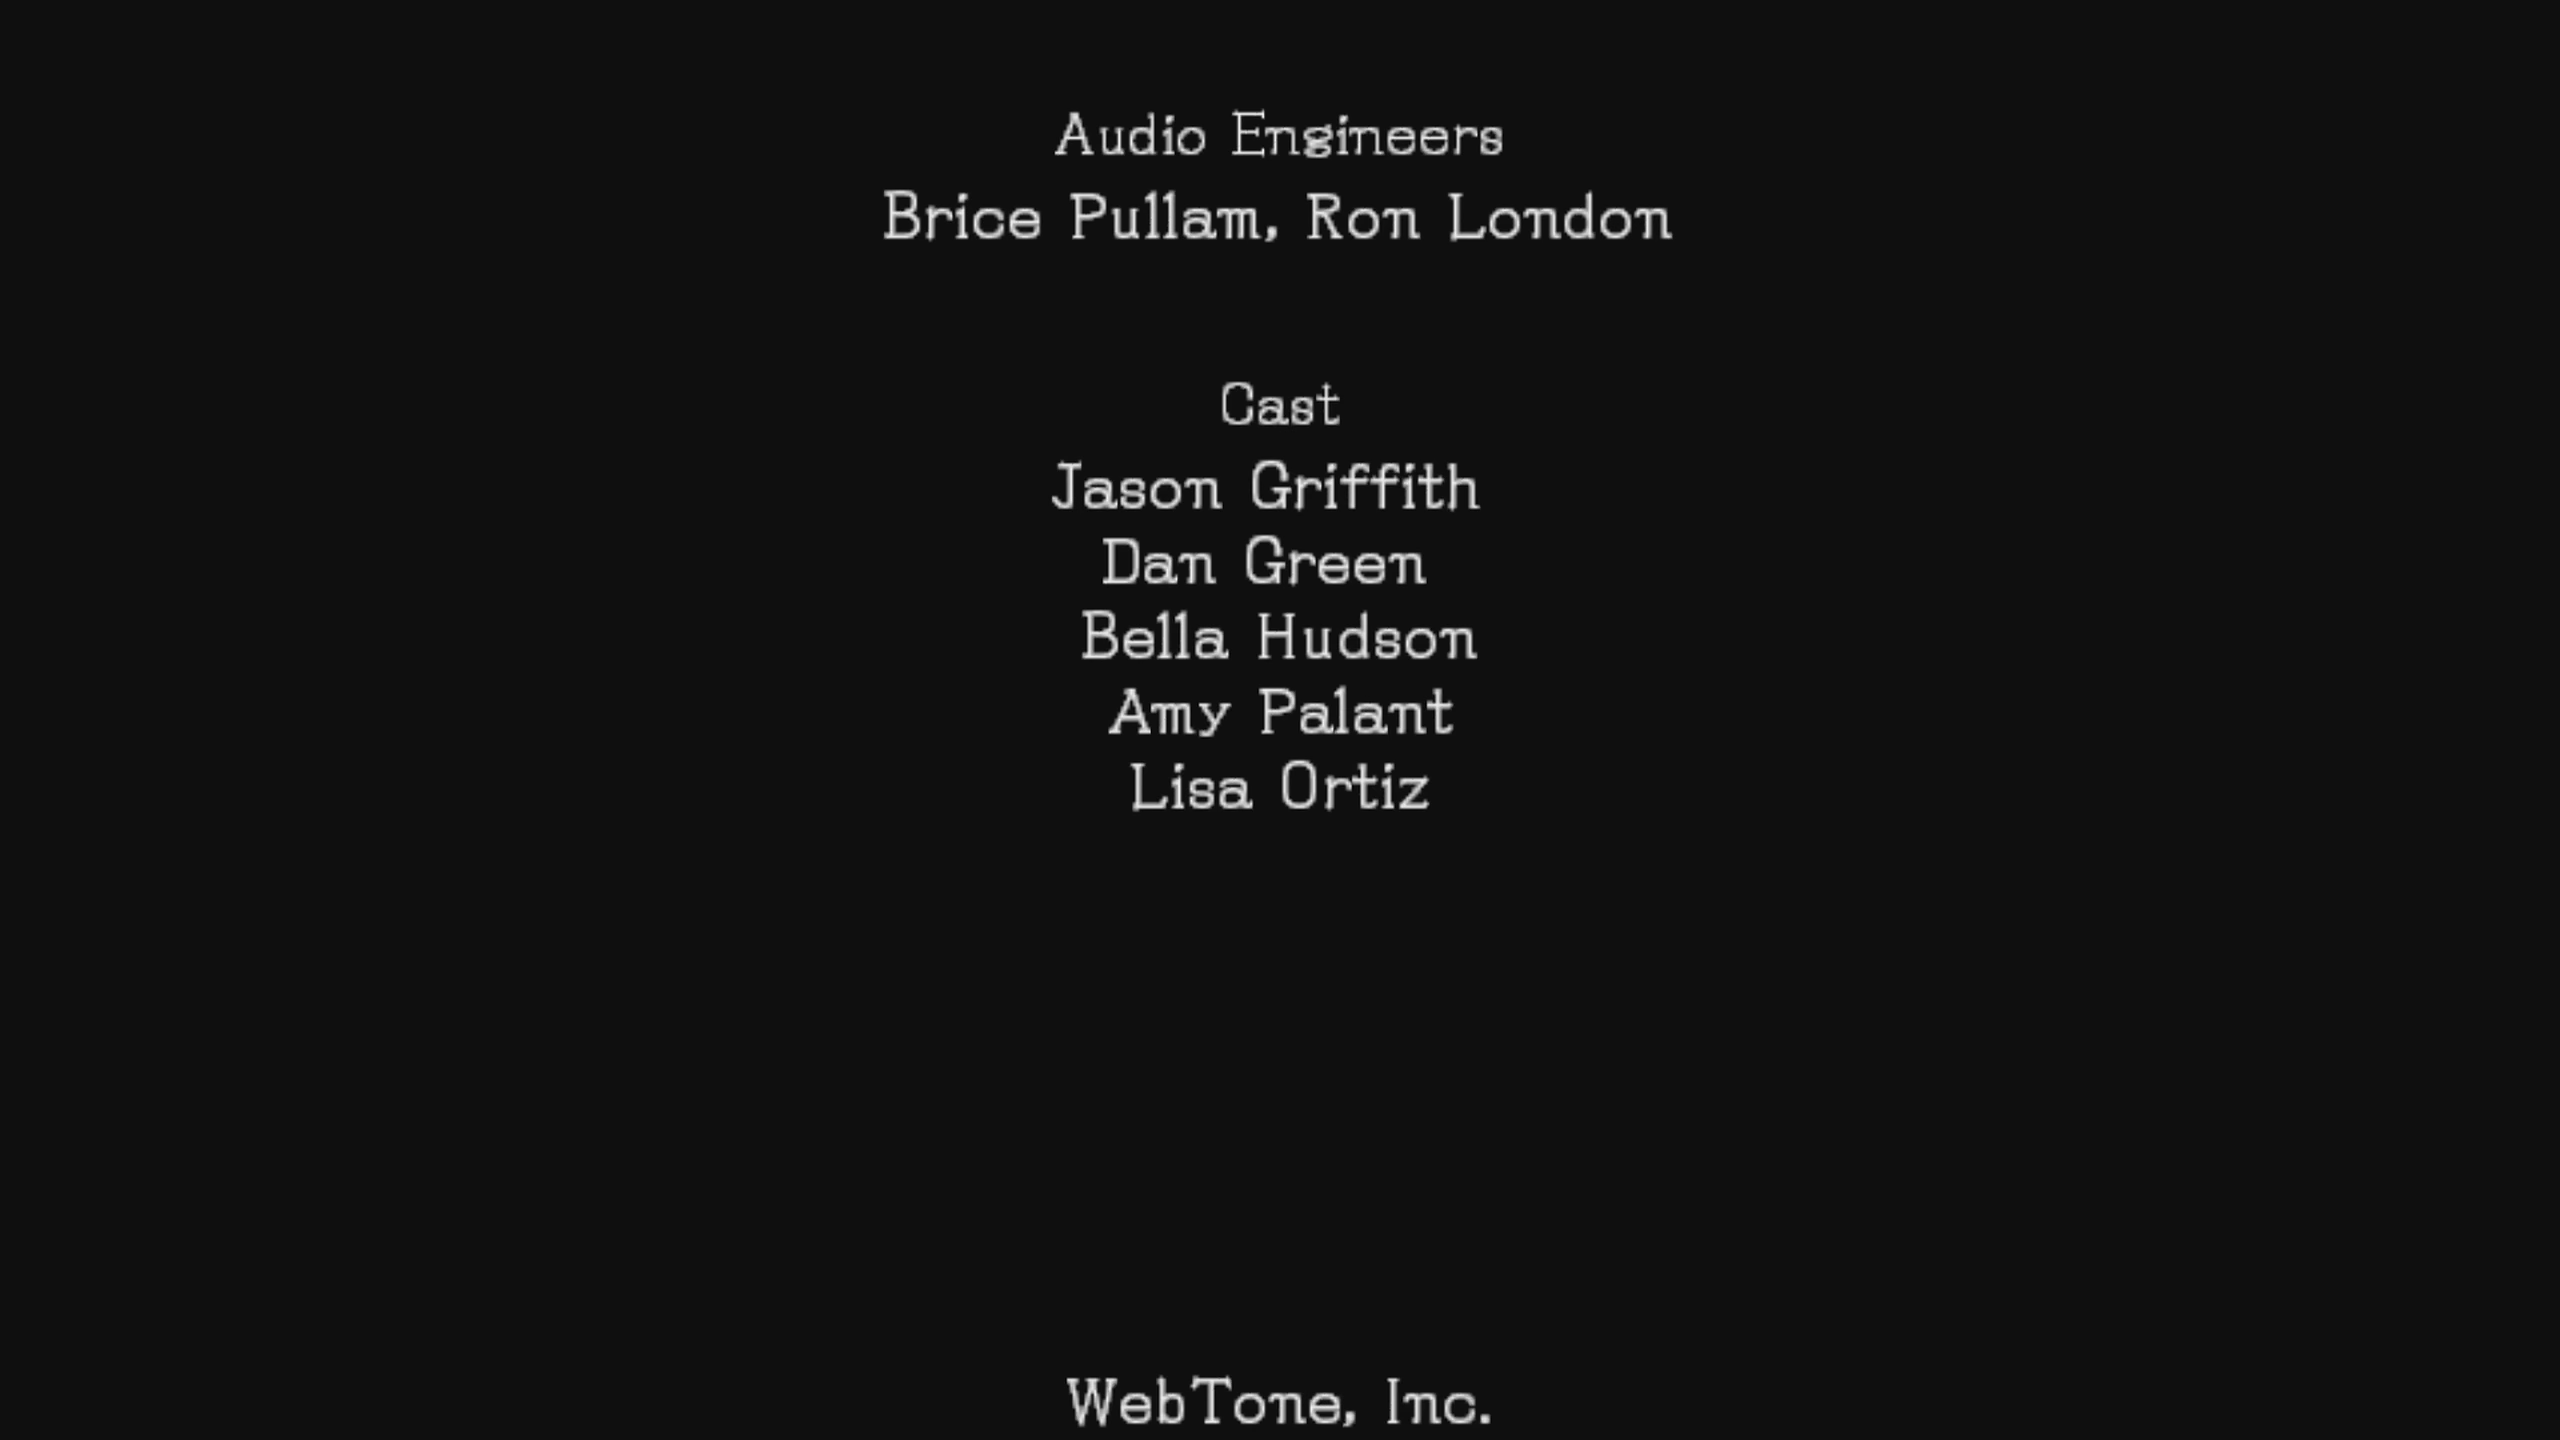 Audio Engineers
Brice Pullam, Ron London
Cast
Jason Griffith
Dan Green
Bella Hudson
Amy Palant
Lisa Ortiz
WebTone, Inc.